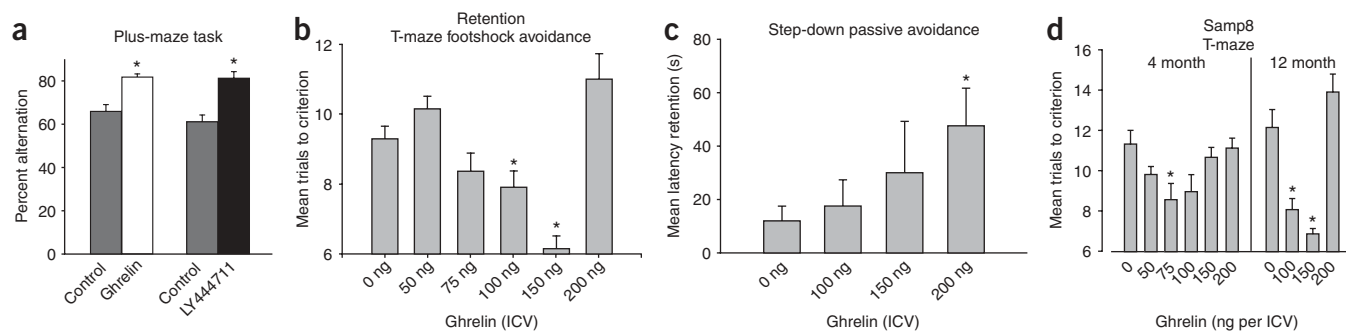 a
Plus-maze task
Percent alternation
80
60
40
20
0
*
*
Control
Ghrelin
Control
LY444711
b
Retention
T-maze footshock avoidance
Mean trials to criterion
12
10
8
6
*
*
0 ng
50 ng
75 ng
100 ng
150 ng
200 ng
Ghrelin (ICV)
c
Step-down passive avoidance
Mean latency retention (s)
80
60
40
20
0
*
0 ng
100 ng
150 ng
200 ng
Ghrelin (ICV)
d
Samp8
T-maze
4 month
12 month
Mean trials to criterion
16
14
12
10
8
6
*
*
*
0
50
75
100
150
200
0
100
150
200
Ghrelin (ng per ICV)